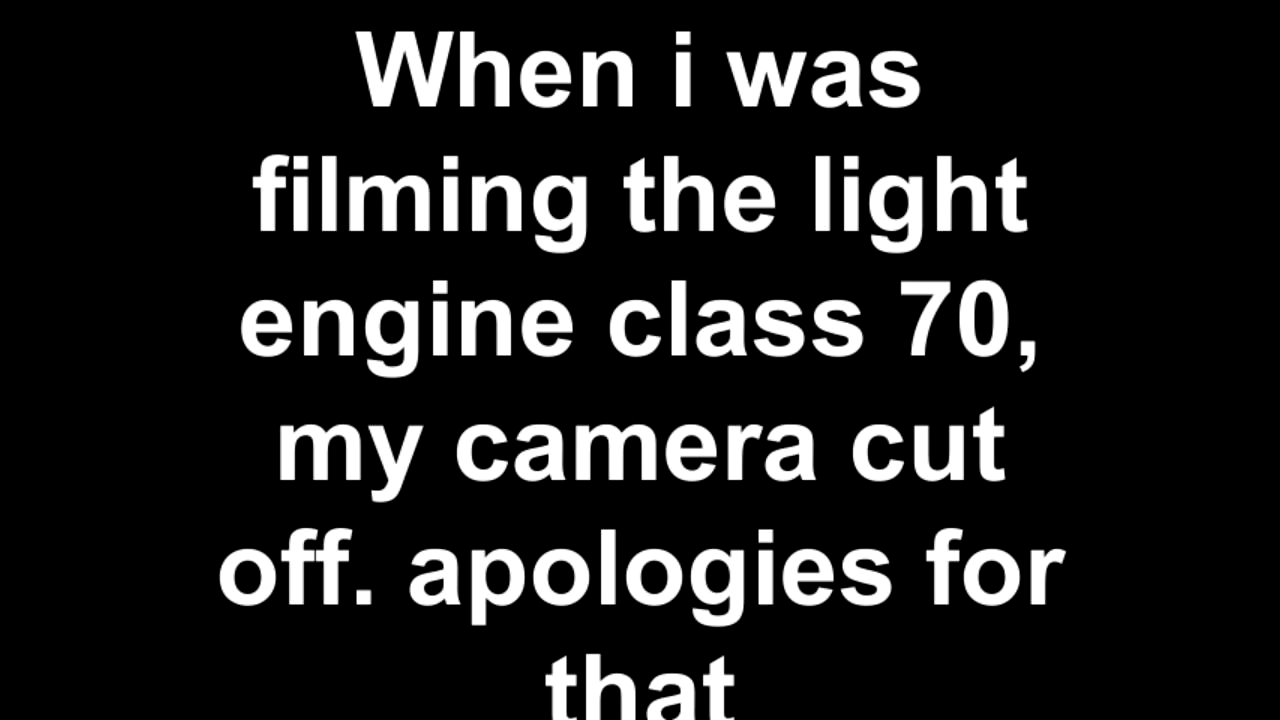 When i was
filming the light
engine class 70,
my camera cut
off. apologies for
that